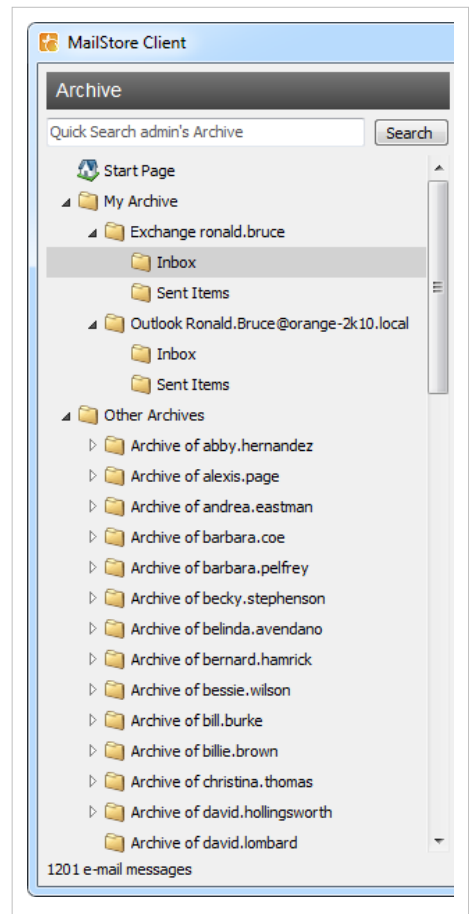 MailStore Client
Archive
Quick Search admin's Archive
Search
Start Page
My Archive
Exchange ronald.bruce
Inbox
Sent Items
Outlook Ronald.Bruce@orange-2k10.local
Inbox
Sent Items
Other Archives
Archive of abby.hernandez
Archive of alexis.page
Archive of andrea.eastman
Archive of barbara.coe
Archive of barbara.pelfrey
Archive of becky.stephenson
Archive of belinda.avendano
Archive of bernard.hamrick
Archive of bessie.wilson
Archive of bill.burke
Archive of billie.brown
Archive of christina.thomas
Archive of david.hollingsworth
Archive of david.lombard
1201 e-mail messages